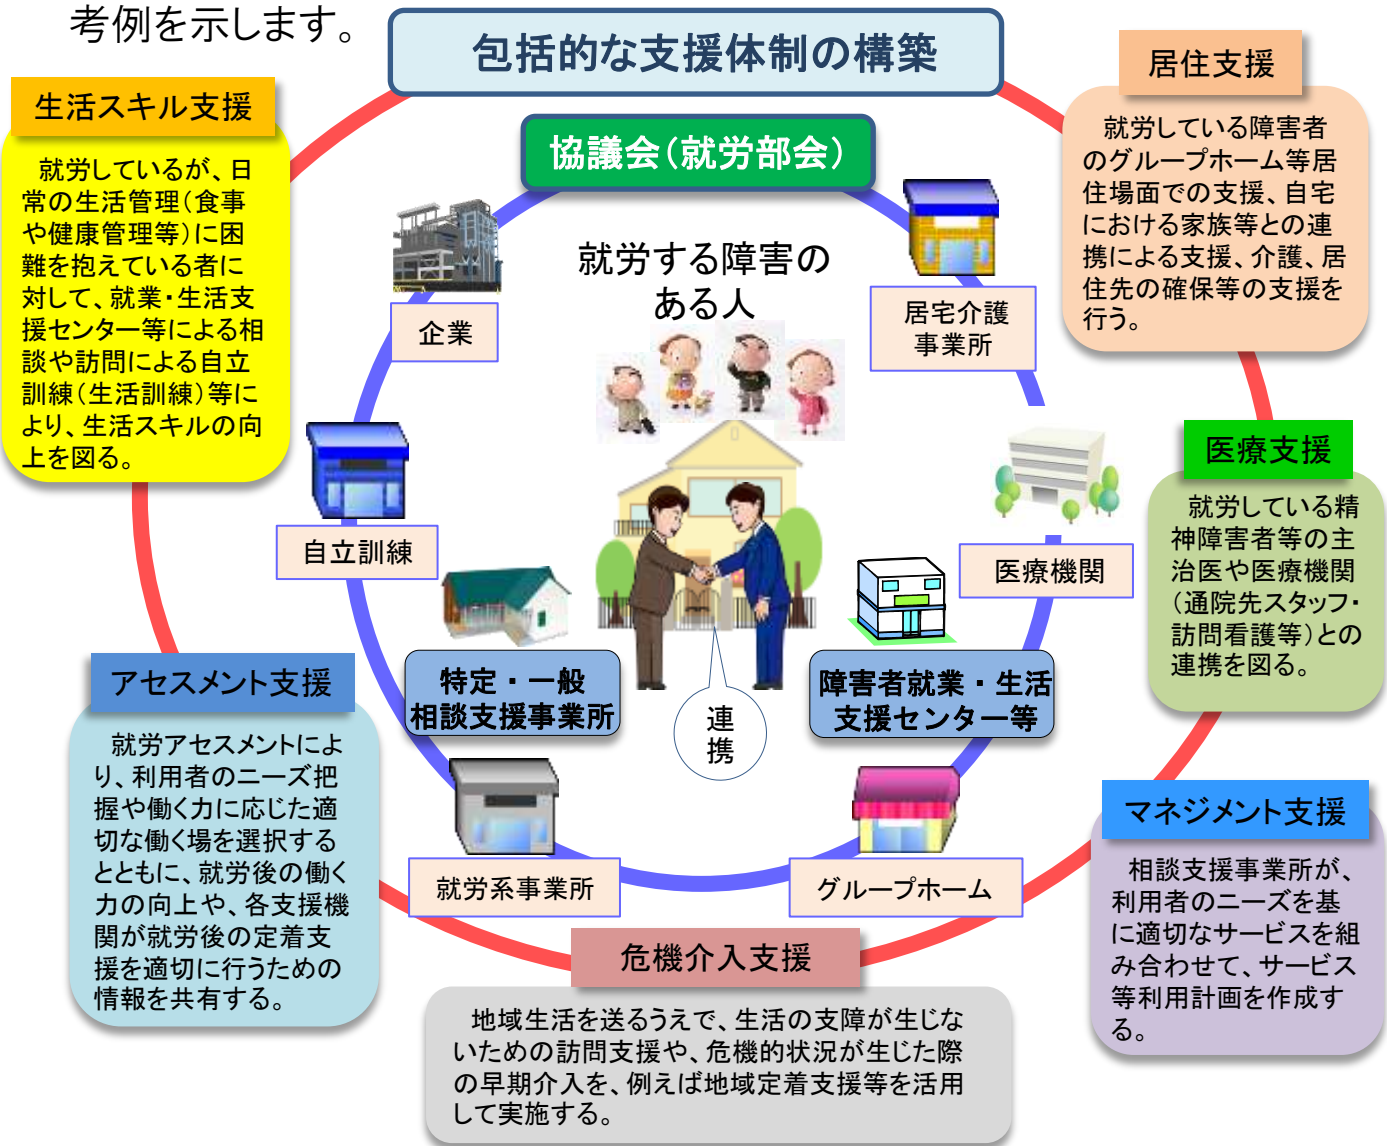 考例を示します。
包括的な支援体制の構築
協議会（就労部会）
生活スキル支援
就労しているが、日
常の生活管理（食事
や健康管理等）に困
難を抱えている者に
対して、就業・生活支
援センター等による相
談や訪問による自立
訓練（生活訓練）等に
より、生活スキルの向
上を図る。
居住支援
就労している障害者
のグループホーム等居
住場面での支援、自宅
における家族等との連
携による支援、介護、居
住先の確保等の支援を
行う。
就労する障害の
ある人
企業
居宅介護
事業所
自立訓練
医療機関
医療支援
就労している精
神障害者等の主
治医や医療機関
（通院先スタッフ・
訪問看護等）との
連携を図る。
特定・一般
相談支援事業所
障害者就業・生活
支援センター等
連
携
アセスメント支援
就労アセスメントによ
り、利用者のニーズ把
握や働く力に応じた適
切な働く場を選択する
とともに、就労後の働く
力の向上や、各支援機
関が就労後の定着支
援を適切に行うための
情報を共有する。
就労系事業所
グループホーム
マネジメント支援
相談支援事業所が、
利用者のニーズを基
に適切なサービスを組
み合わせて、サービス
等利用計画を作成す
る。
危機介入支援
地域生活を送るうえで、生活の支障が生じな
いための訪問支援や、危機的状況が生じた際
の早期介入を、例えば地域定着支援等を活用
して実施する。